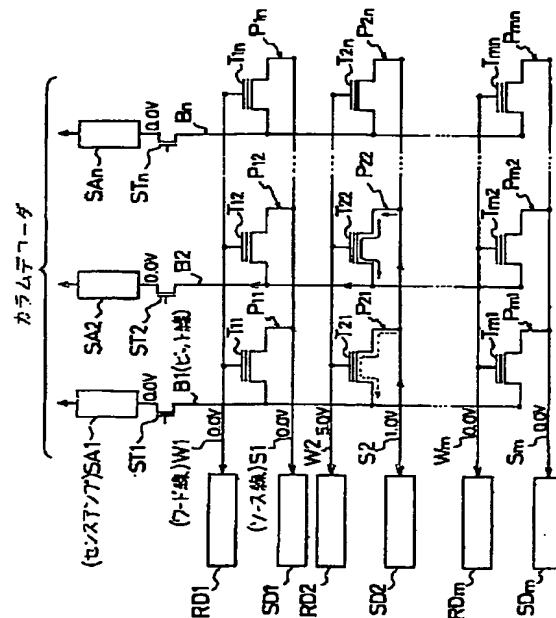 カラムデコーダ
(センスアンプ)SA1
SA2
SAn
0.0V
0.0V
0.0V
ST1
ST2
STn
B1(ビット線)
B2
Bn
(ワード線)W1
0.0V
RD1
T11
T12
T1n
P11
P12
P1n
(ソース線)S1
0.0V
SD1
W2
5.0V
RD2
T21
T22
T2n
P21
P22
P2n
S2
1.0V
SD2
Wm
0.0V
RDm
Tm1
Tm2
Tmn
Pm1
Pm2
Pmn
Sm
0.0V
SDm